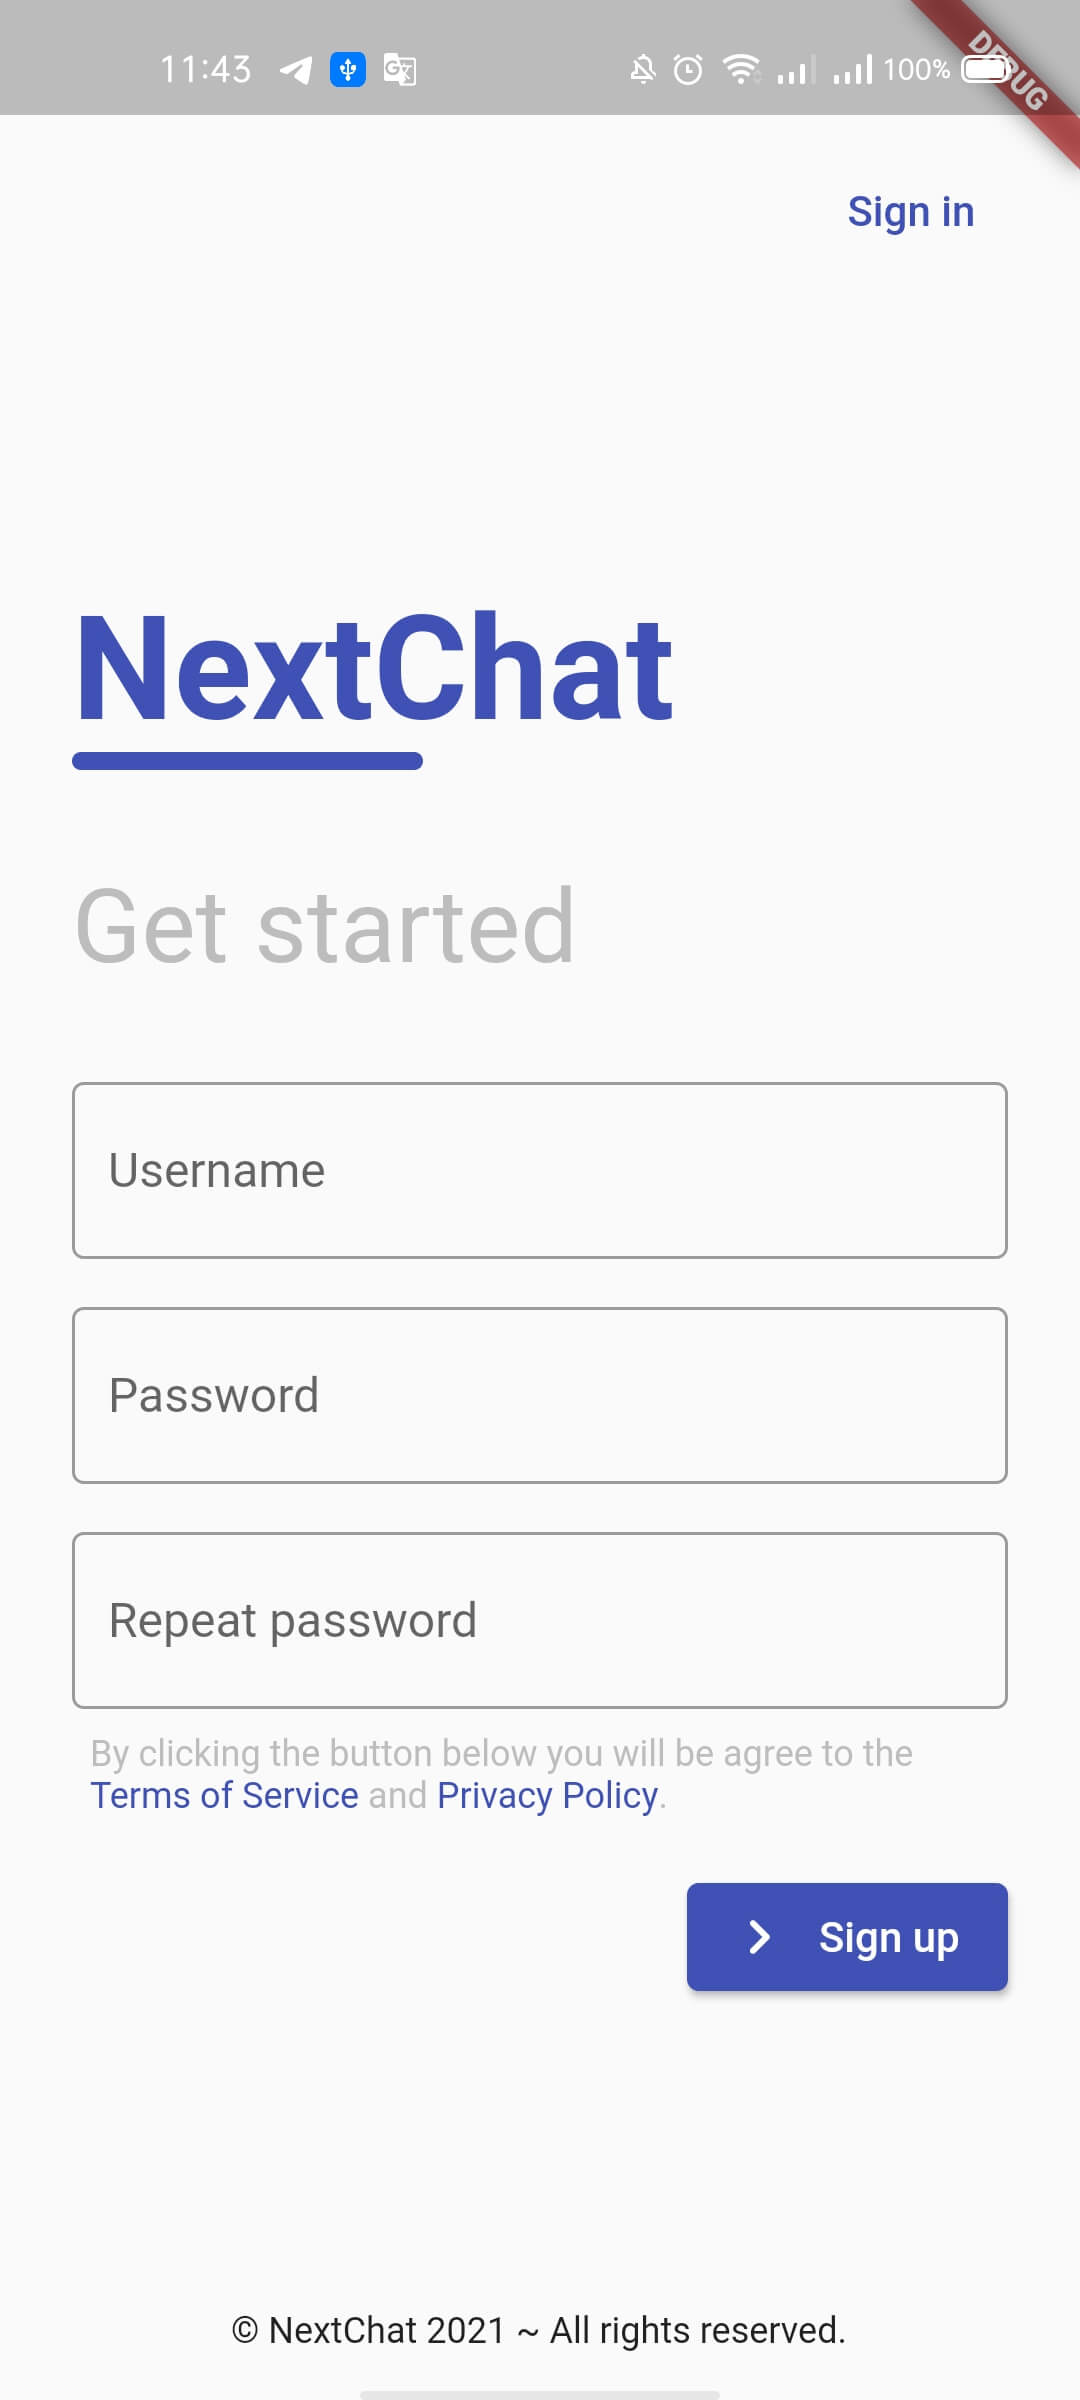 11:43
100%
DEBUG
Sign in
NextChat
Get started
Username
Password
Repeat password
By clicking the button below you will be agree to the
Terms of Service and Privacy Policy.
Sign up
© NextChat 2021 ~ All rights reserved.